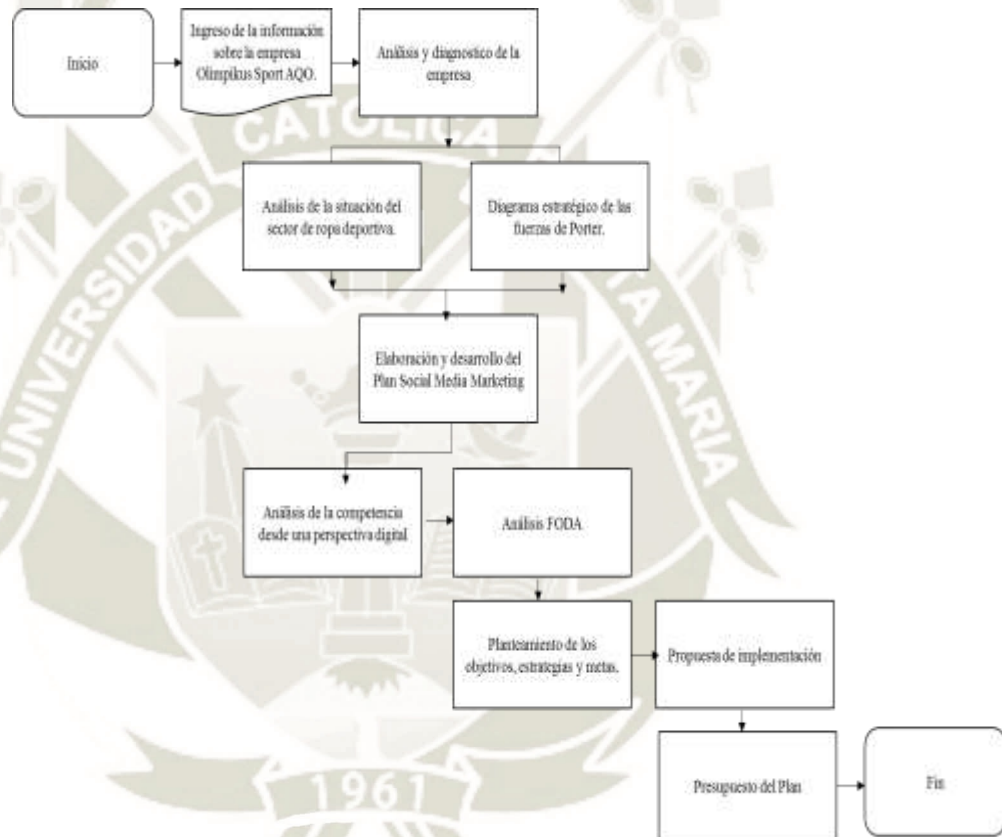 Inicio
Ingreso de la información
sobre la empresa
Olimpikus Sport AQO.
Análisis y diagnostico de la
empresa
Análisis de la situación del
sector de ropa deportiva.
Diagrama estratégico de las
fuerzas de Porter.
Elaboración y desarrollo del
Plan Social Media Marketing
Análisis de la competencia
desde una perspectiva digital
Análisis FODA
Planteamiento de los
objetivos, estrategias y metas.
Propuesta de implementación
Presupuesto del Plan
Fin
UNIVERSIDAD
CATÓLICA
TA MARIA
1961